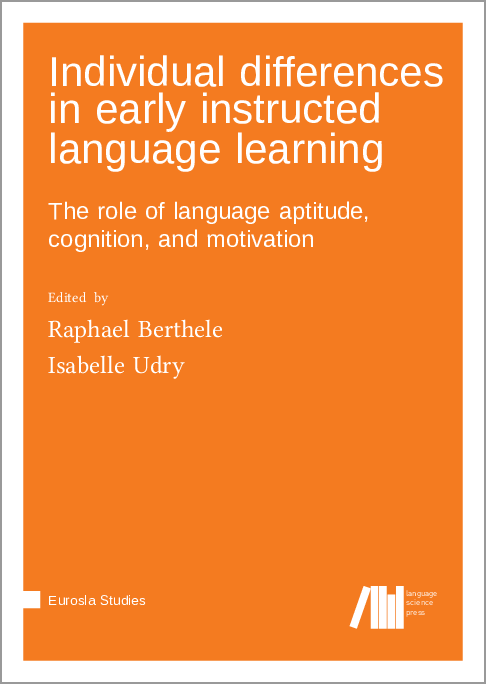 Individual differences
in early instructed
language learning
The role of language aptitude,
cognition, and motivation
Edited by
Raphael Berthele
Isabelle Udry
Eurosla Studies
language
science
press